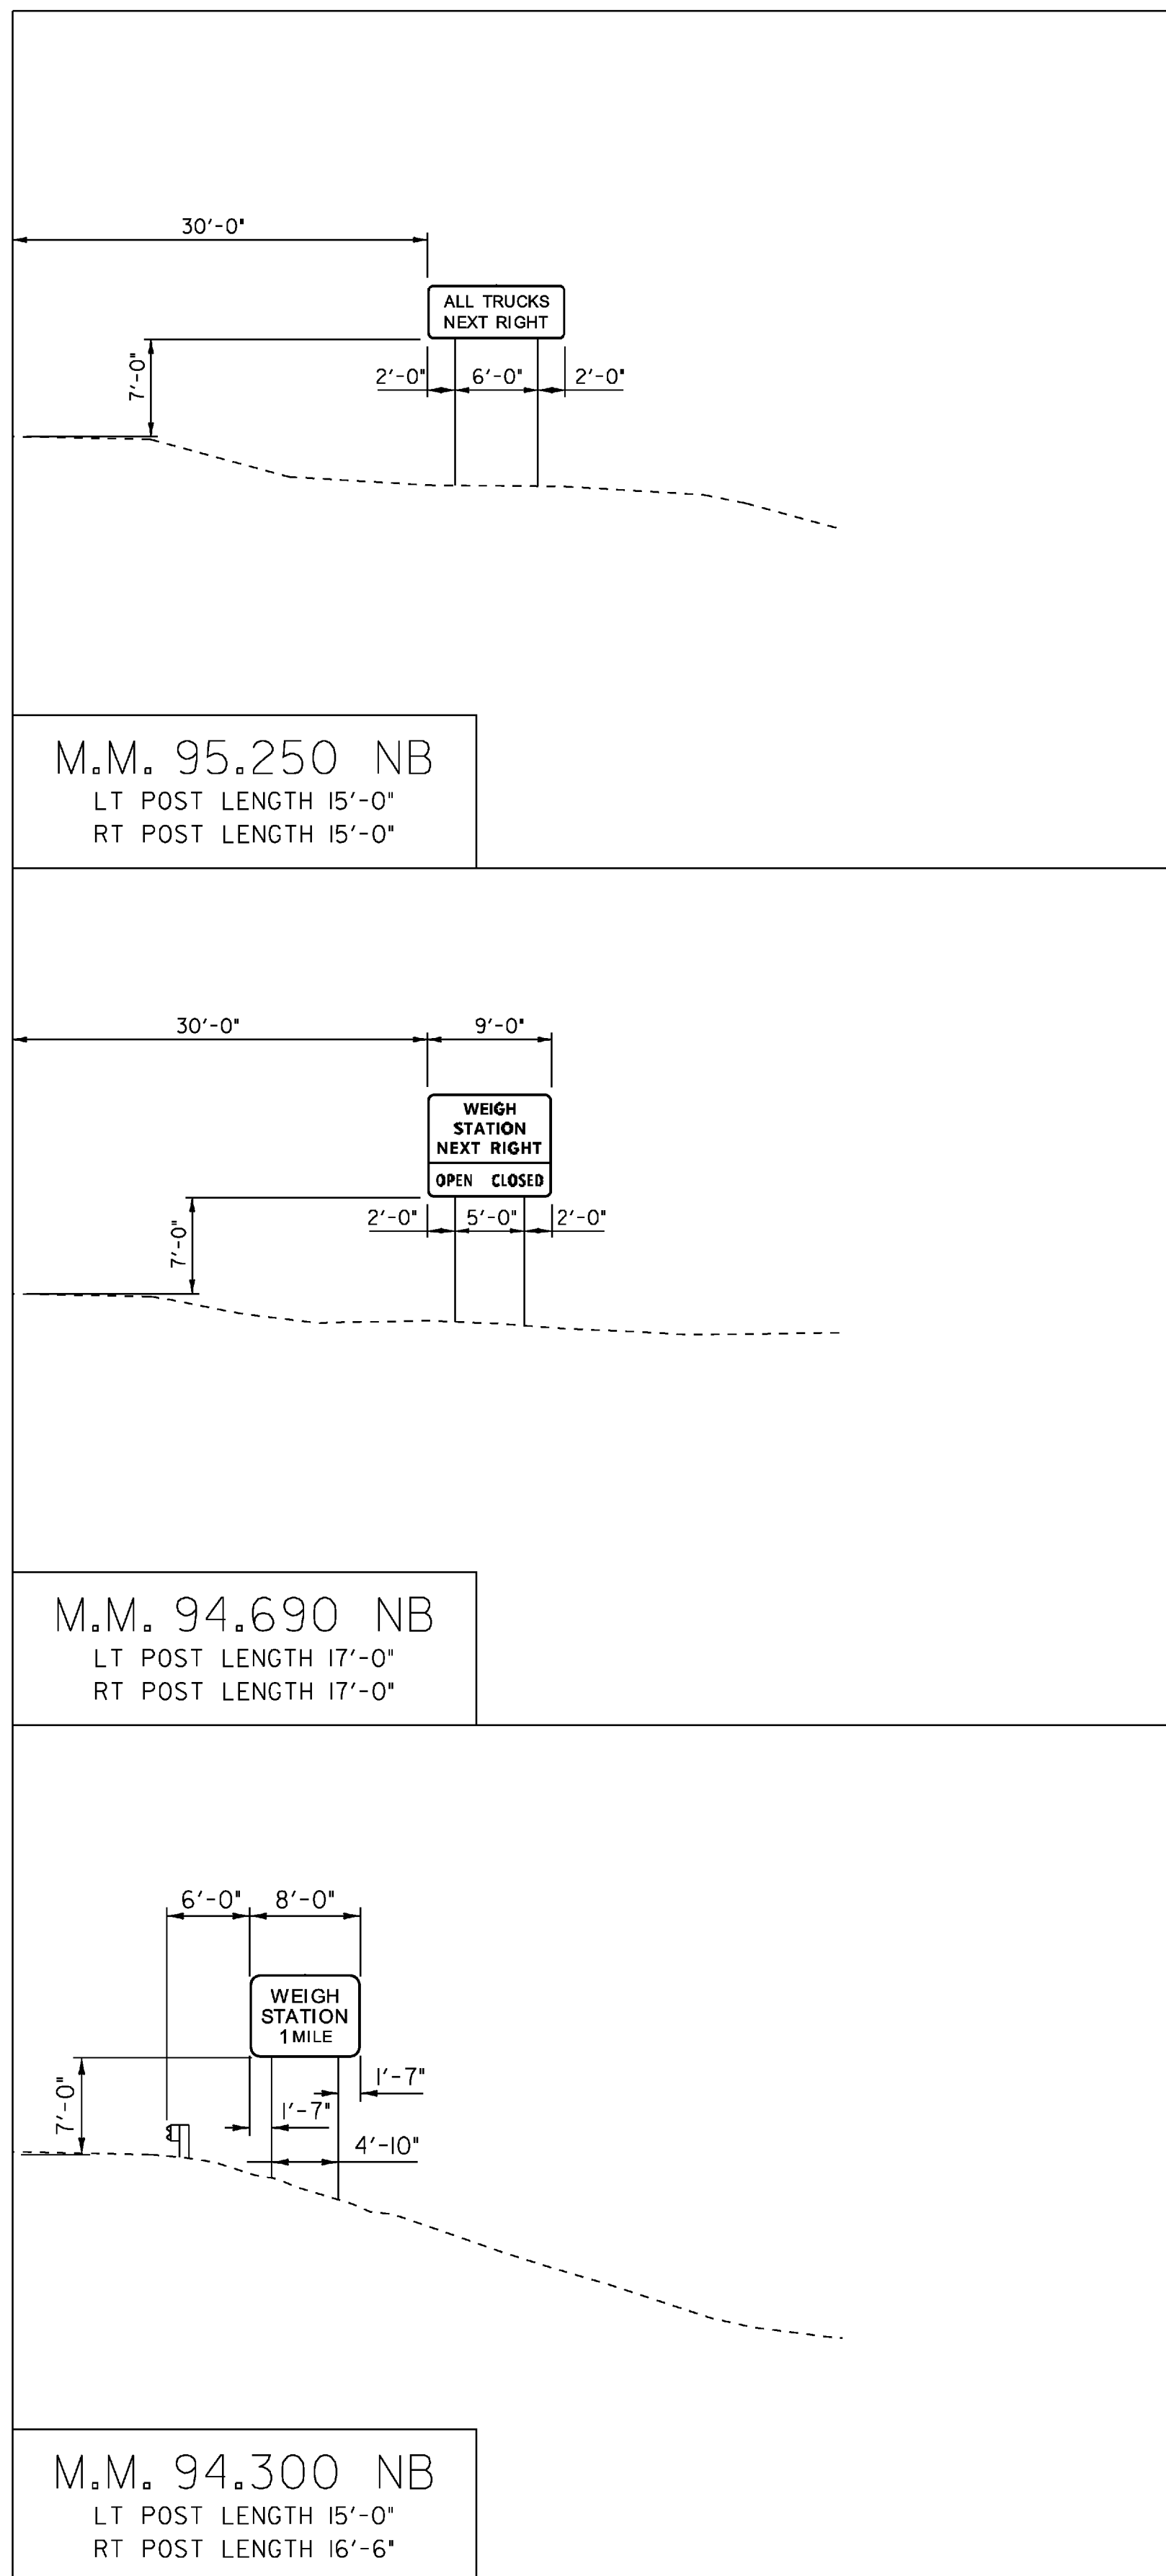 30'-0"
ALL TRUCKS
NEXT RIGHT
7'-0"
2'-0" 6'-0" 2'-0"
M.M. 95.250 NB
LT POST LENGTH 15'-0"
RT POST LENGTH 15'-0"
30'-0" 9'-0"
WEIGH
STATION
NEXT RIGHT
OPEN CLOSED
7'-0"
2'-0" 5'-0" 2'-0"
M.M. 94.690 NB
LT POST LENGTH 17'-0"
RT POST LENGTH 17'-0"
6'-0" 8'-0"
WEIGH
STATION
1 MILE
7'-0"
1'-7"
1'-7"
4'-10"
M.M. 94.300 NB
LT POST LENGTH 15'-0"
RT POST LENGTH 16'-6"